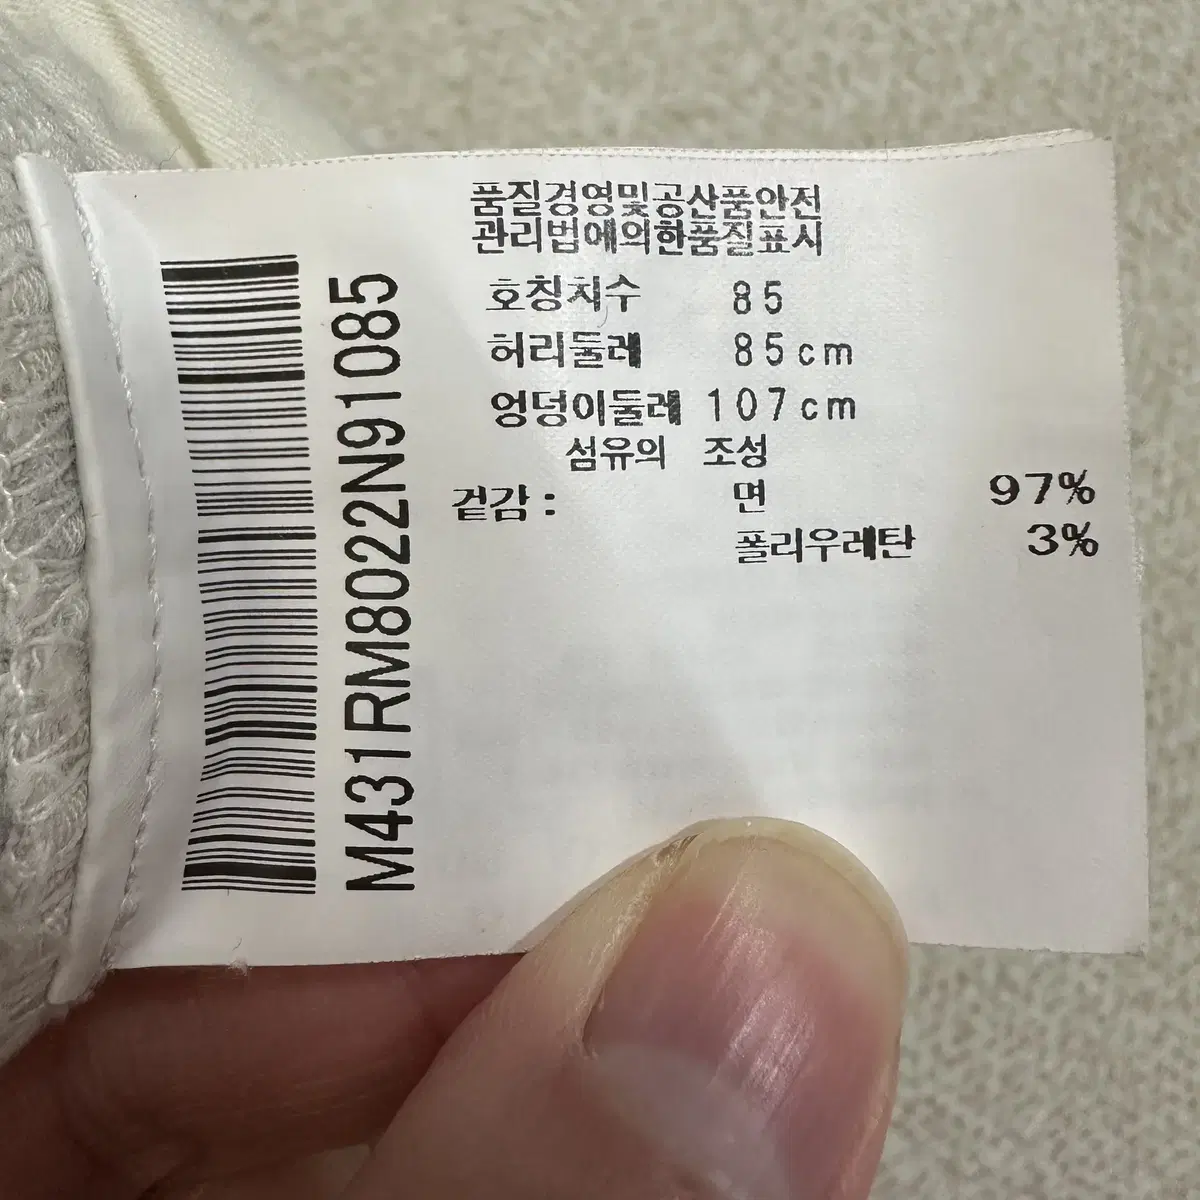 품질경영및공산품안전
관리법에의한품질표시
호칭치수 85
허리둘레 85cm
엉덩이둘레 107cm
섬유의 조성
겉감 : 면 97%
폴리우레탄 3%
M431RM8022N91085